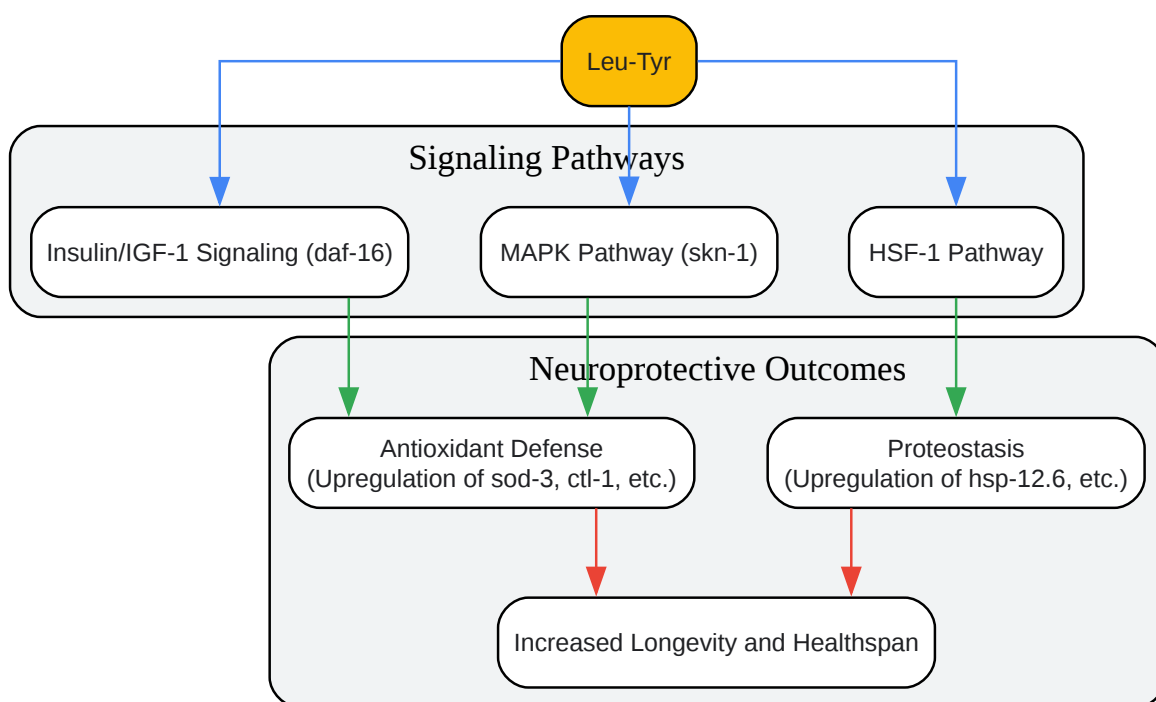 Leu-Tyr
Signaling Pathways
Insulin/IGF-1 Signaling (daf-16)
MAPK Pathway (skn-1)
HSF-1 Pathway
Neuroprotective Outcomes
Antioxidant Defense
(Upregulation of sod-3, ctl-1, etc.)
Proteostasis
(Upregulation of hsp-12.6, etc.)
Increased Longevity and Healthspan